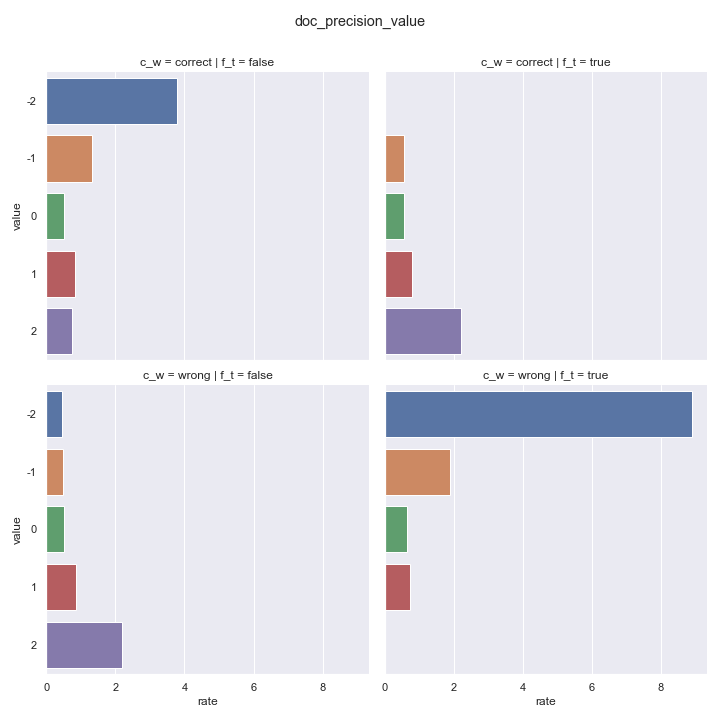 doc_precision_value
c_w = correct | f_t = false
c_w = correct | f_t = true
-2
-1
0
1
2
value
c_w = wrong | f_t = false
c_w = wrong | f_t = true
-2
-1
0
1
2
value
0 2 4 6 8
0 2 4 6 8
rate
rate